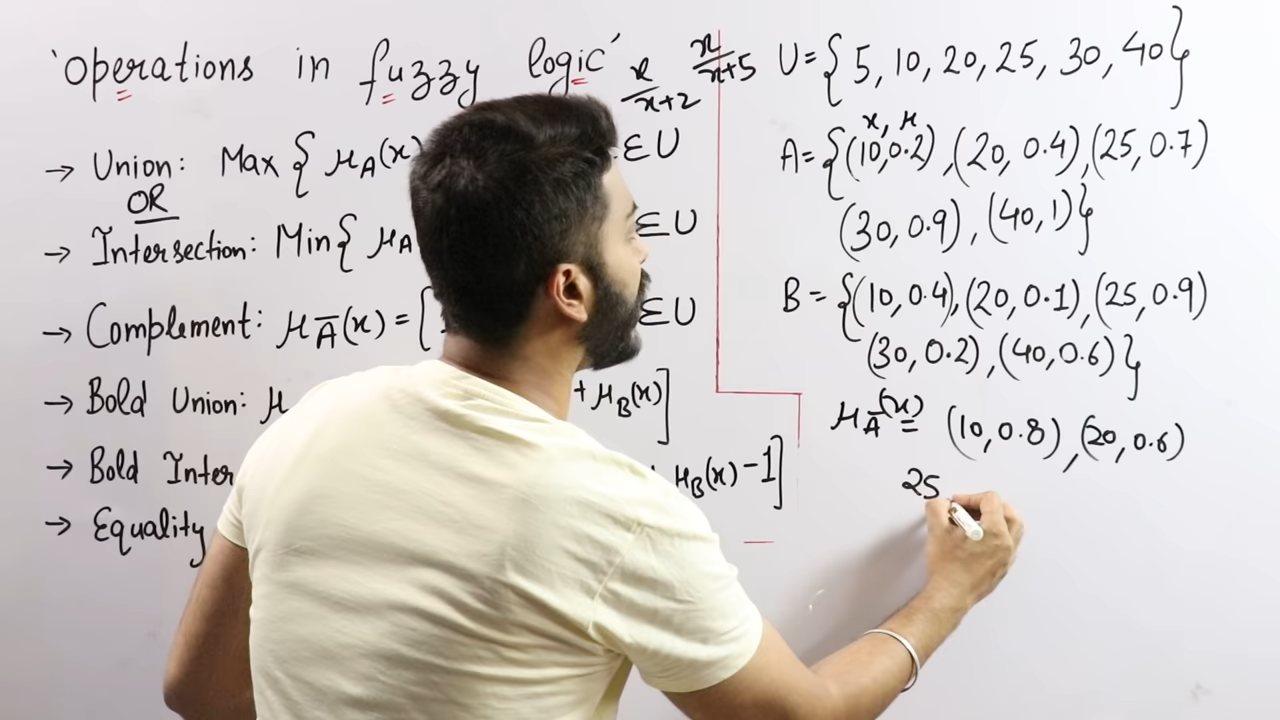 'Operations in fuzzy logic'
x/x+2
x/x+5
→ Union: Max { μA(x) ∈U
OR
→ Intersection: Min{ μA ∈U
→ Complement: μA̅(x) = [ ∈U
→ Bold Union: μ + μB(x)]
→ Bold Inter μB(x) -1]
→ Equality
U= {5, 10, 20, 25, 30, 40}
x, μ
A= {(10,0.2), (20, 0.4), (25, 0.7)
(30, 0.9), (40, 1)}
B = {(10, 0.4), (20, 0.1), (25, 0.9)
(30, 0.2), (40, 0.6)}
μA̅(x) = (10, 0.8), (20, 0.6)
25